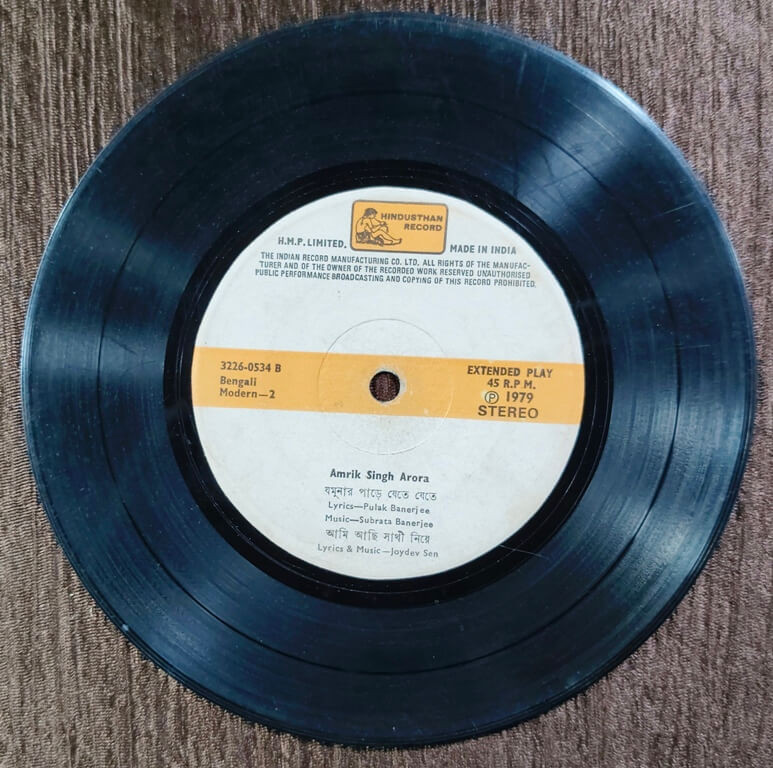 HINDUSTHAN
RECORD
H.M.P. LIMITED. MADE IN INDIA
THE INDIAN RECORD MANUFACTURING CO. LTD. ALL RIGHTS OF THE MANUFAC-
TURER AND OF THE OWNER OF THE RECORDED WORK RESERVED UNAUTHORISED
PUBLIC PERFORMANCE BROADCASTING AND COPYING OF THIS RECORD PROHIBITED.
3226-0534 B
Bengali
Modern—2
EXTENDED PLAY
45 R.P.M.
Ⓟ 1979
STEREO
Amrik Singh Arora
যমুনার পাড়ে যেতে যেতে
Lyrics—Pulak Banerjee
Music—Subrata Banerjee
আমি আছি সাথী নিয়ে
Lyrics & Music—Joydev Sen